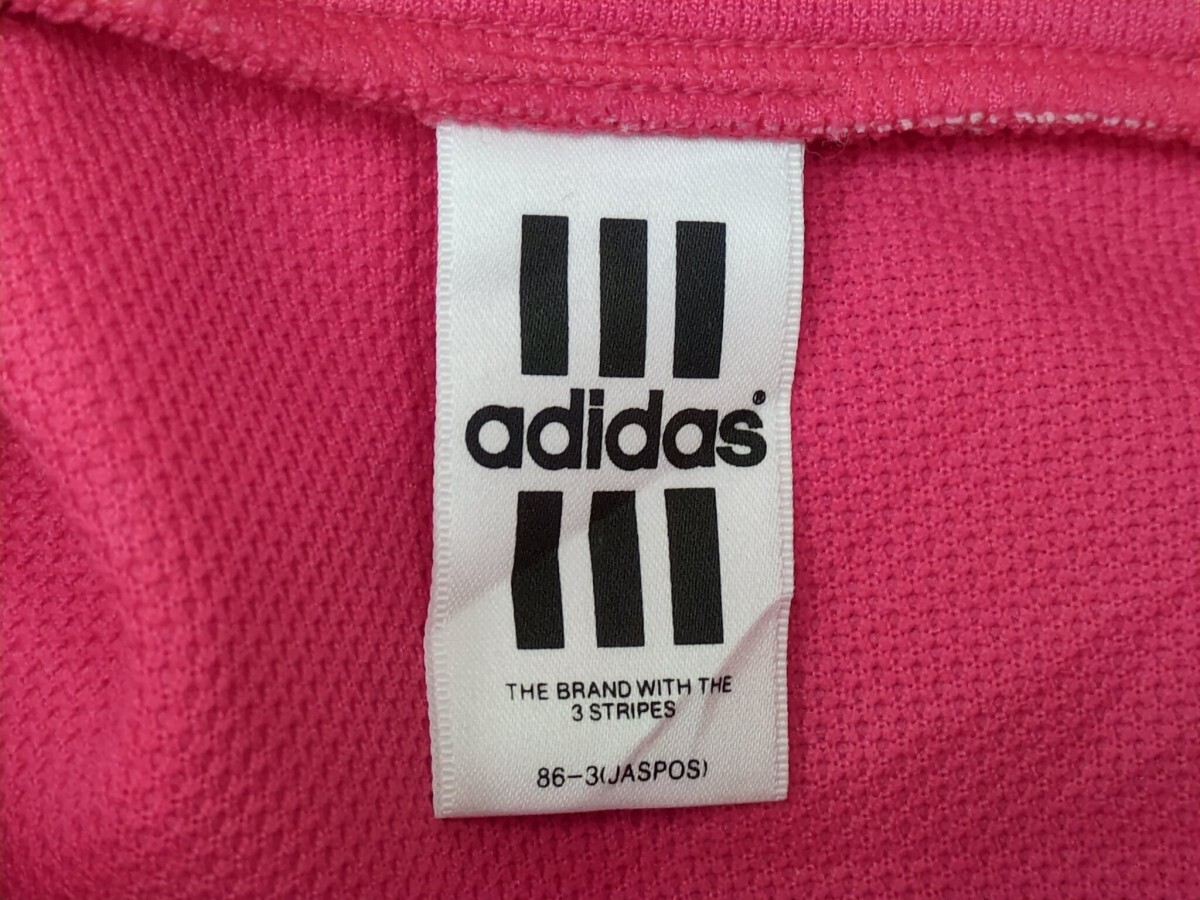 adidas®
THE BRAND WITH THE
3 STRIPES
86-3(JASPOS)